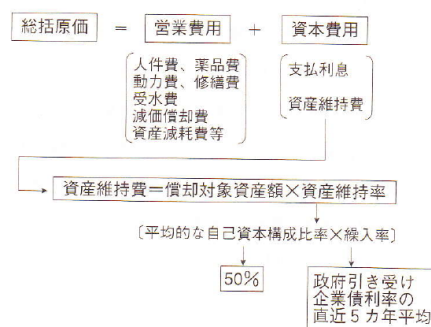 総括原価 = 営業費用 + 資本費用
人件費、薬品費
動力費、修繕費
受水費
減価償却費
資産減耗費等
支払利息
資産維持費
資産維持費=償却対象資産額×資産維持率
〔平均的な自己資本構成比率×繰入率〕
50%
政府引き受け
企業債利率の
直近5カ年平均